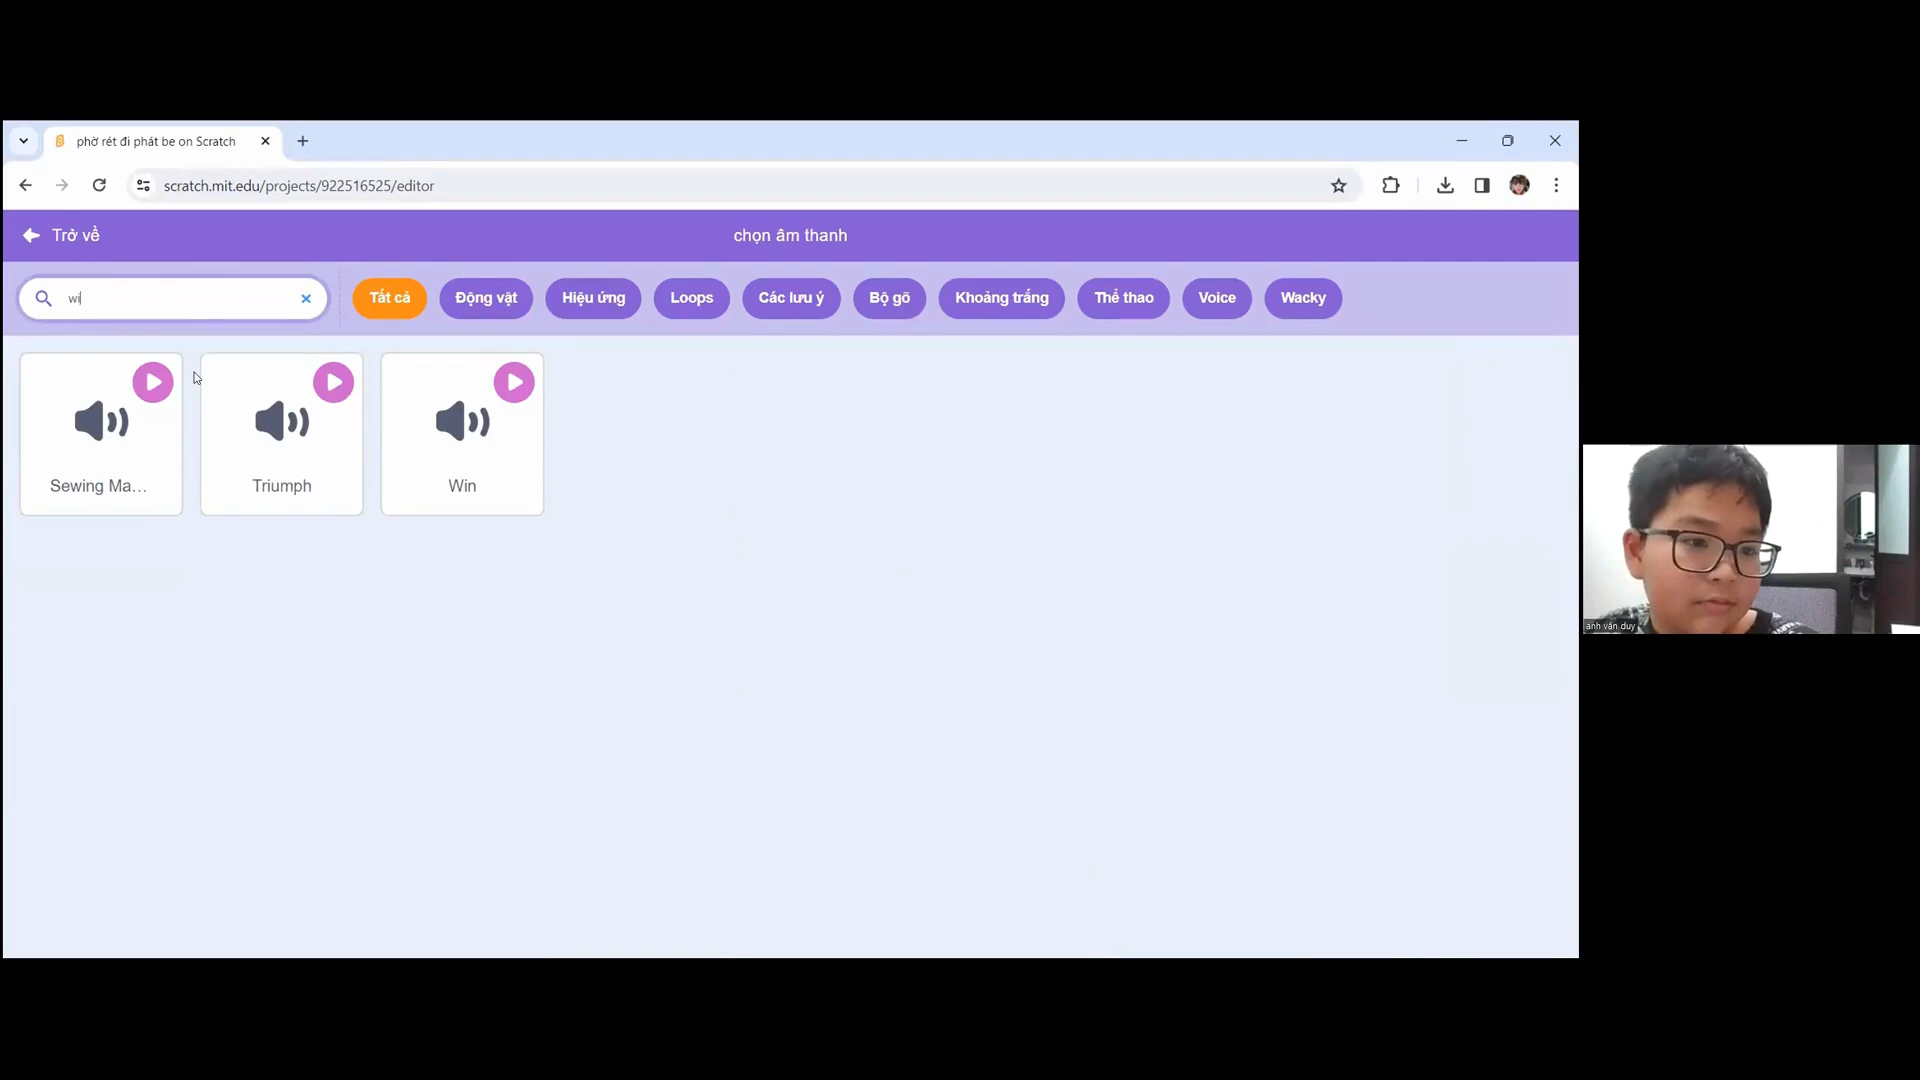 phờ rét đi phát be on Scratch
scratch.mit.edu/projects/922516525/editor
Trở về
chọn âm thanh
wi
Tất cả
Động vật
Hiệu ứng
Loops
Các lưu ý
Bộ gõ
Khoảng trắng
Thể thao
Voice
Wacky
Sewing Ma...
Triumph
Win
anh văn duy